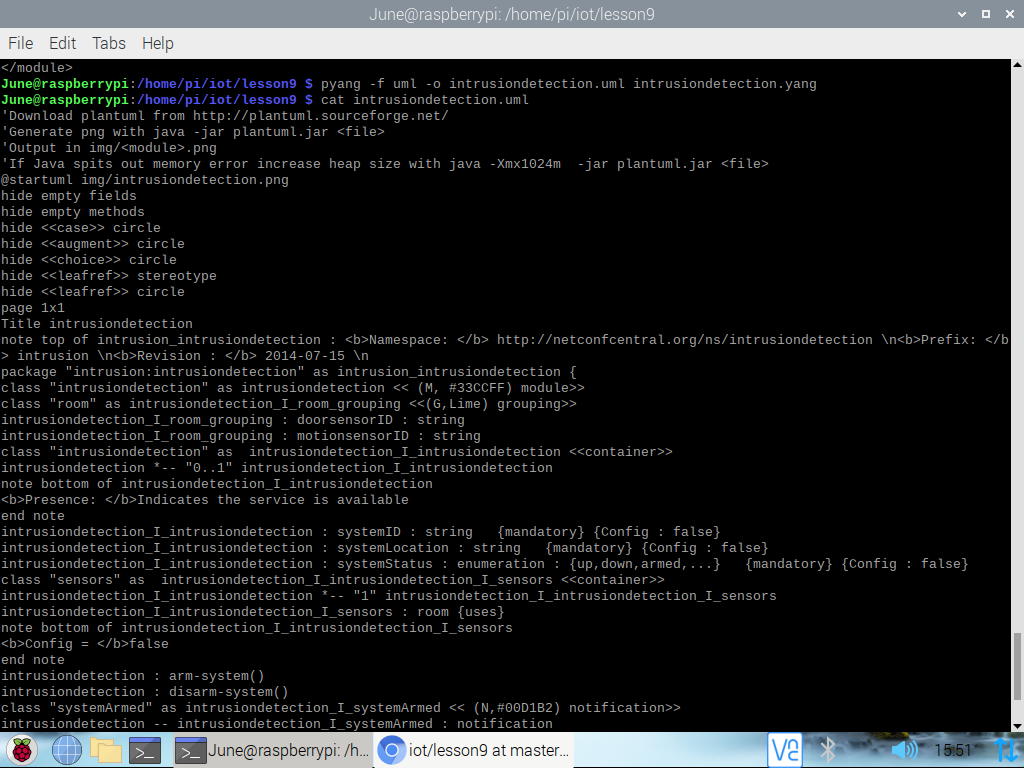 June@raspberrypi: /home/pi/iot/lesson9
File Edit Tabs Help
</module>
June@raspberrypi:/home/pi/iot/lesson9 $ pyang -f uml -o intrusiondetection.uml intrusiondetection.yang
June@raspberrypi:/home/pi/iot/lesson9 $ cat intrusiondetection.uml
'Download plantuml from http://plantuml.sourceforge.net/
'Generate png with java -jar plantuml.jar <file>
'Output in img/<module>.png
'If Java spits out memory error increase heap size with java -Xmx1024m  -jar plantuml.jar <file>
@startuml img/intrusiondetection.png
hide empty fields
hide empty methods
hide <<case>> circle
hide <<augment>> circle
hide <<choice>> circle
hide <<leafref>> stereotype
hide <<leafref>> circle
page 1x1
Title intrusiondetection
note top of intrusion_intrusiondetection : <b>Namespace: </b> http://netconfcentral.org/ns/intrusiondetection \n<b>Prefix: </b
> intrusion \n<b>Revision : </b> 2014-07-15 \n
package "intrusion:intrusiondetection" as intrusion_intrusiondetection {
class "intrusiondetection" as intrusiondetection << (M, #33CCFF) module>>
class "room" as intrusiondetection_I_room_grouping <<(G,Lime) grouping>>
intrusiondetection_I_room_grouping : doorsensorID : string
intrusiondetection_I_room_grouping : motionsensorID : string
class "intrusiondetection" as  intrusiondetection_I_intrusiondetection <<container>>
intrusiondetection *-- "0..1" intrusiondetection_I_intrusiondetection
note bottom of intrusiondetection_I_intrusiondetection
<b>Presence: </b>Indicates the service is available
end note
intrusiondetection_I_intrusiondetection : systemID : string   {mandatory} {Config : false}
intrusiondetection_I_intrusiondetection : systemLocation : string   {mandatory} {Config : false}
intrusiondetection_I_intrusiondetection : systemStatus : enumeration : {up,down,armed,...}   {mandatory} {Config : false}
class "sensors" as  intrusiondetection_I_intrusiondetection_I_sensors <<container>>
intrusiondetection_I_intrusiondetection *-- "1" intrusiondetection_I_intrusiondetection_I_sensors
intrusiondetection_I_intrusiondetection_I_sensors : room {uses}
note bottom of intrusiondetection_I_intrusiondetection_I_sensors
<b>Config = </b>false
end note
intrusiondetection : arm-system()
intrusiondetection : disarm-system()
class "systemArmed" as intrusiondetection_I_systemArmed << (N,#00D1B2) notification>>
intrusiondetection -- intrusiondetection_I_systemArmed : notification
June@raspberrypi: /h... iot/lesson9 at master... 15:51